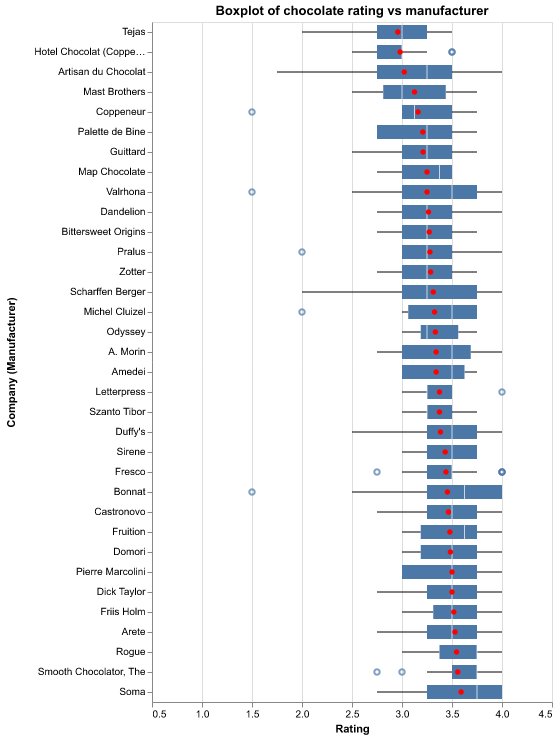 Boxplot of chocolate rating vs manufacturer
Tejas
Hotel Chocolat (Coppe…
Artisan du Chocolat
Mast Brothers
Coppeneur
Palette de Bine
Guittard
Map Chocolate
Valrhona
Dandelion
Bittersweet Origins
Pralus
Zotter
Scharffen Berger
Michel Cluizel
Odyssey
A. Morin
Amedei
Letterpress
Szanto Tibor
Duffy's
Sirene
Fresco
Bonnat
Castronovo
Fruition
Domori
Pierre Marcolini
Dick Taylor
Friis Holm
Arete
Rogue
Smooth Chocolator, The
Soma
Company (Manufacturer)
0.5 1.0 1.5 2.0 2.5 3.0 3.5 4.0 4.5
Rating